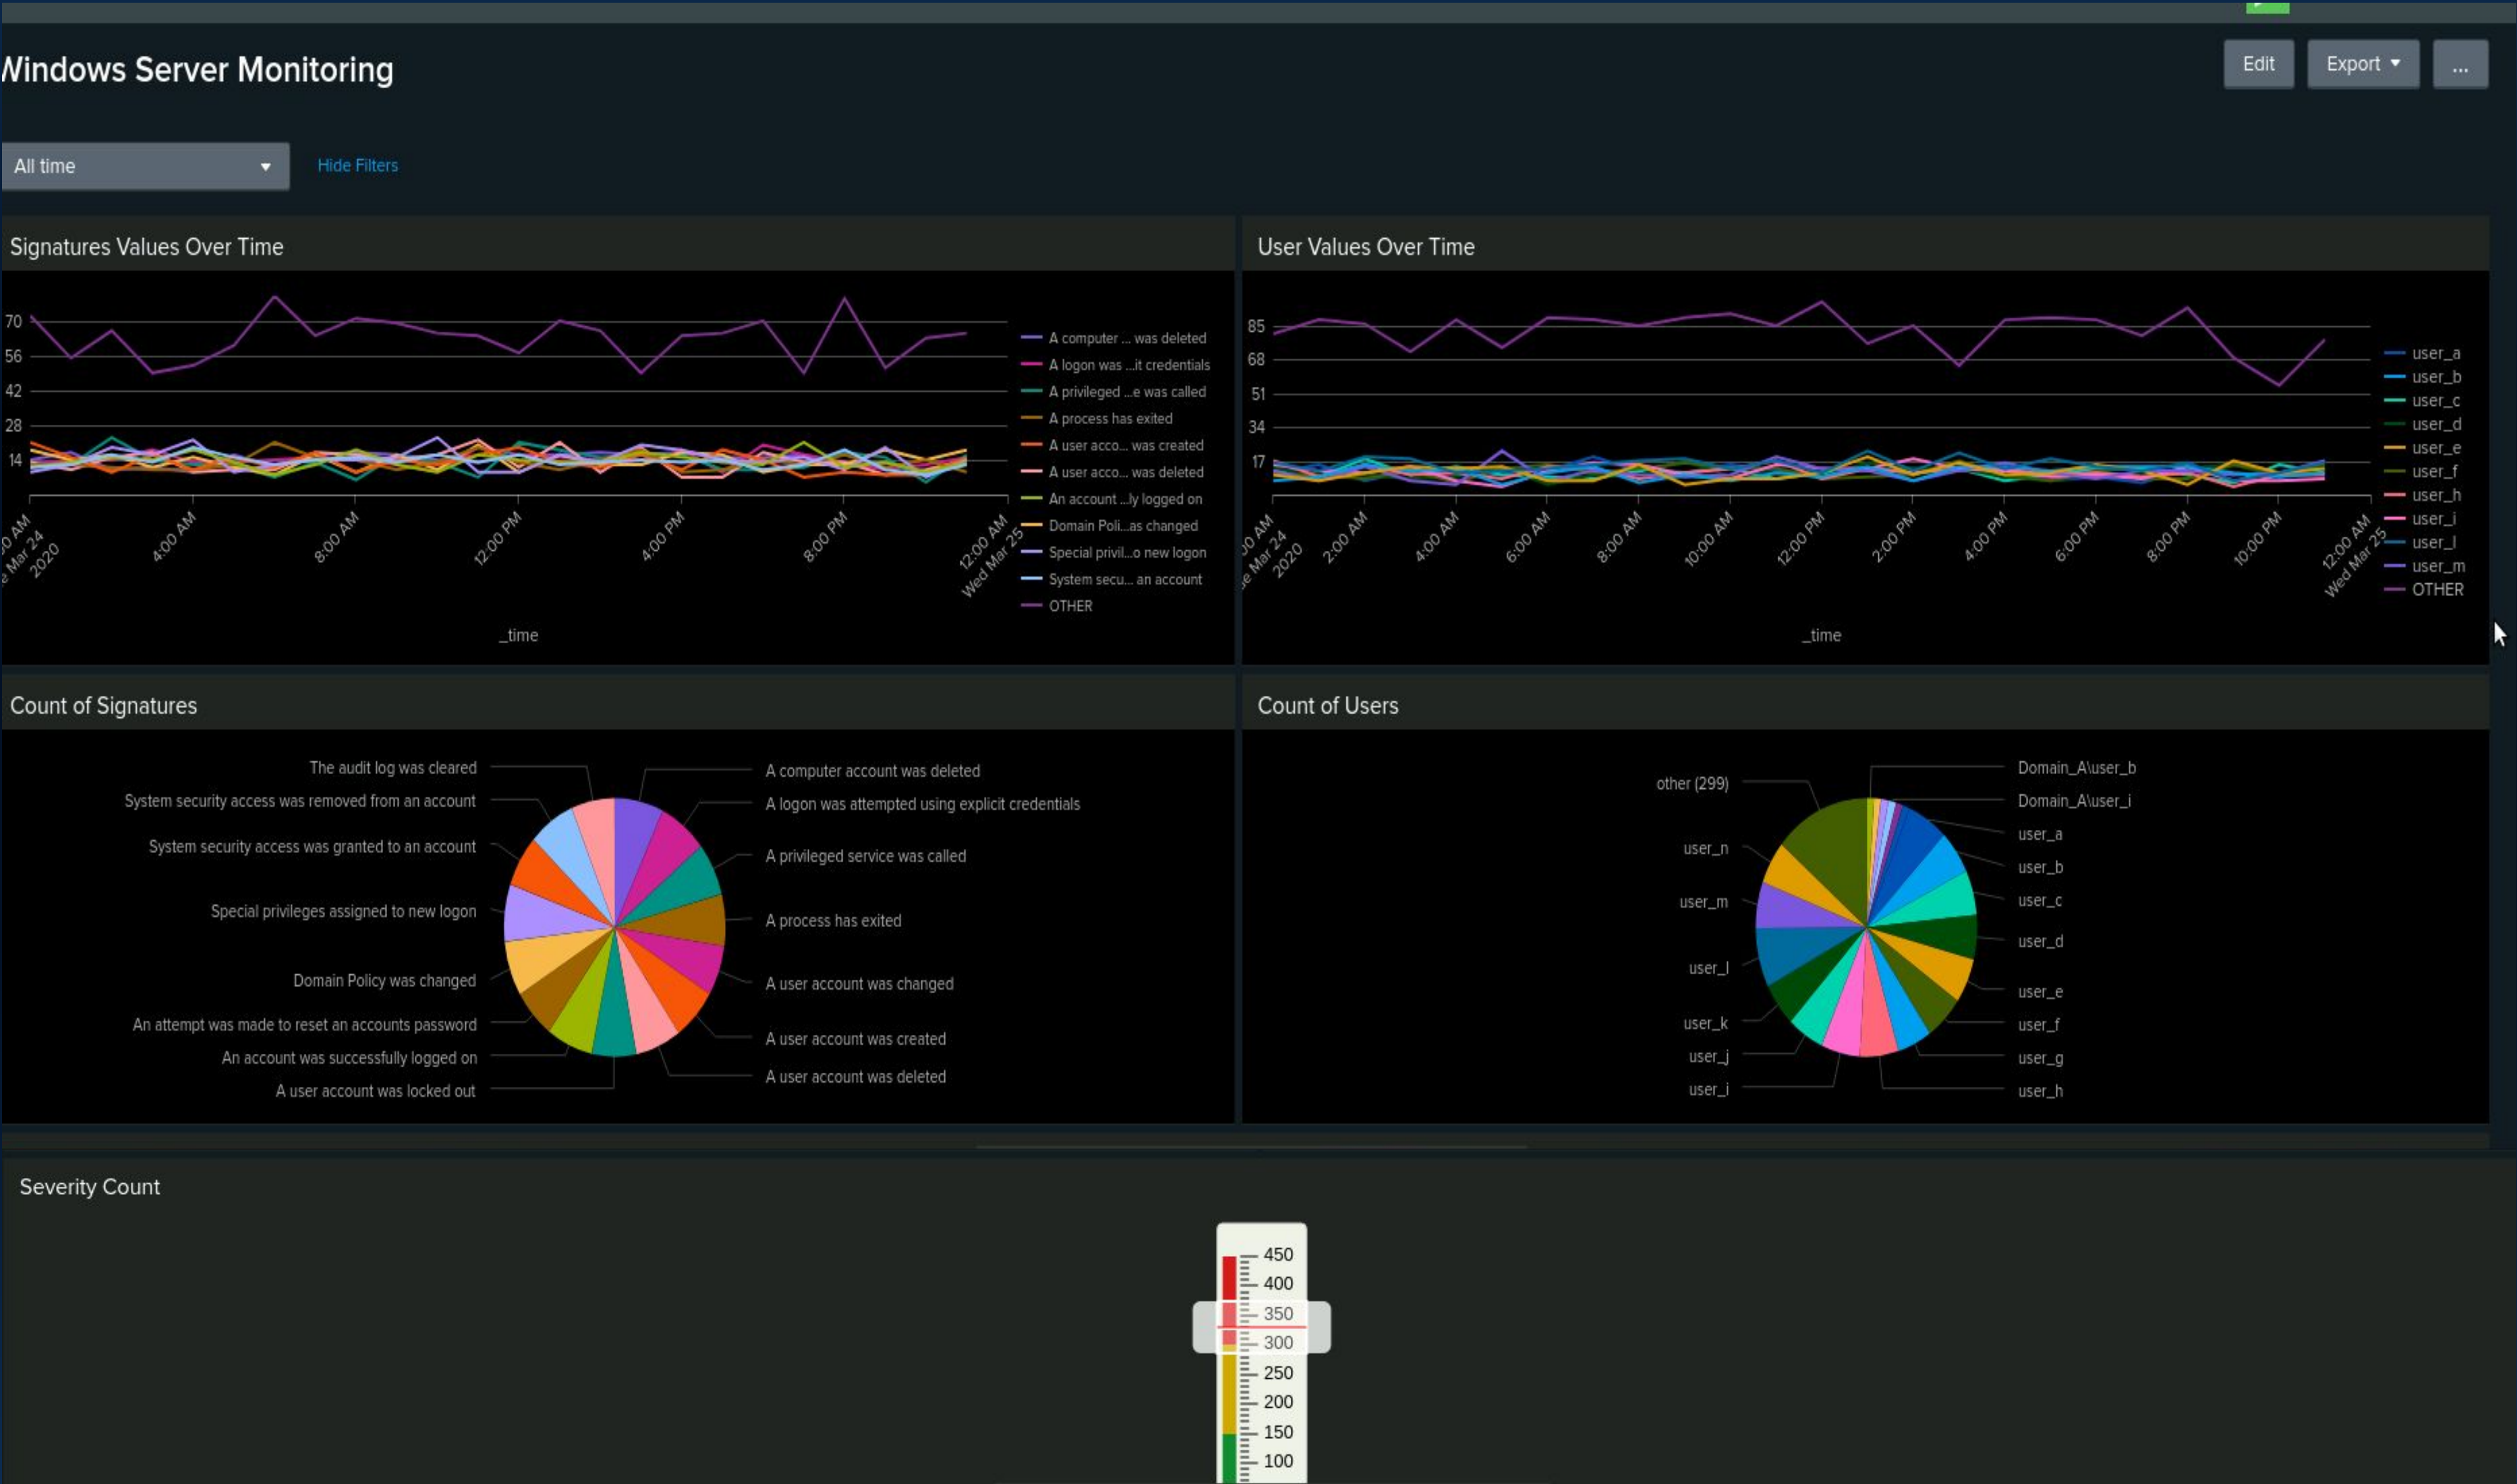 Windows Server Monitoring
Edit
Export
...
All time
Hide Filters
Signatures Values Over Time
70
56
42
28
14
4:00 AM
8:00 AM
12:00 PM
4:00 PM
8:00 PM
12:00 AM
Wed Mar 25
00 AM
e Mar 24
2020
_time
A computer ... was deleted
A logon was ...it credentials
A privileged ...e was called
A process has exited
A user acco... was created
A user acco... was deleted
An account ...ly logged on
Domain Poli...as changed
Special privil...o new logon
System secu... an account
OTHER
User Values Over Time
85
68
51
34
17
00 AM
ue Mar 24
2020
2:00 AM
4:00 AM
6:00 AM
8:00 AM
10:00 AM
12:00 PM
2:00 PM
4:00 PM
6:00 PM
8:00 PM
10:00 PM
12:00 AM
Wed Mar 25
_time
user_a
user_b
user_c
user_d
user_e
user_f
user_h
user_i
user_l
user_m
OTHER
Count of Signatures
The audit log was cleared
System security access was removed from an account
System security access was granted to an account
Special privileges assigned to new logon
Domain Policy was changed
An attempt was made to reset an accounts password
An account was successfully logged on
A user account was locked out
A computer account was deleted
A logon was attempted using explicit credentials
A privileged service was called
A process has exited
A user account was changed
A user account was created
A user account was deleted
Count of Users
other (299)
user_n
user_m
user_l
user_k
user_j
user_i
Domain_A\user_b
Domain_A\user_i
user_a
user_b
user_c
user_d
user_e
user_f
user_g
user_h
Severity Count
450
400
350
300
250
200
150
100